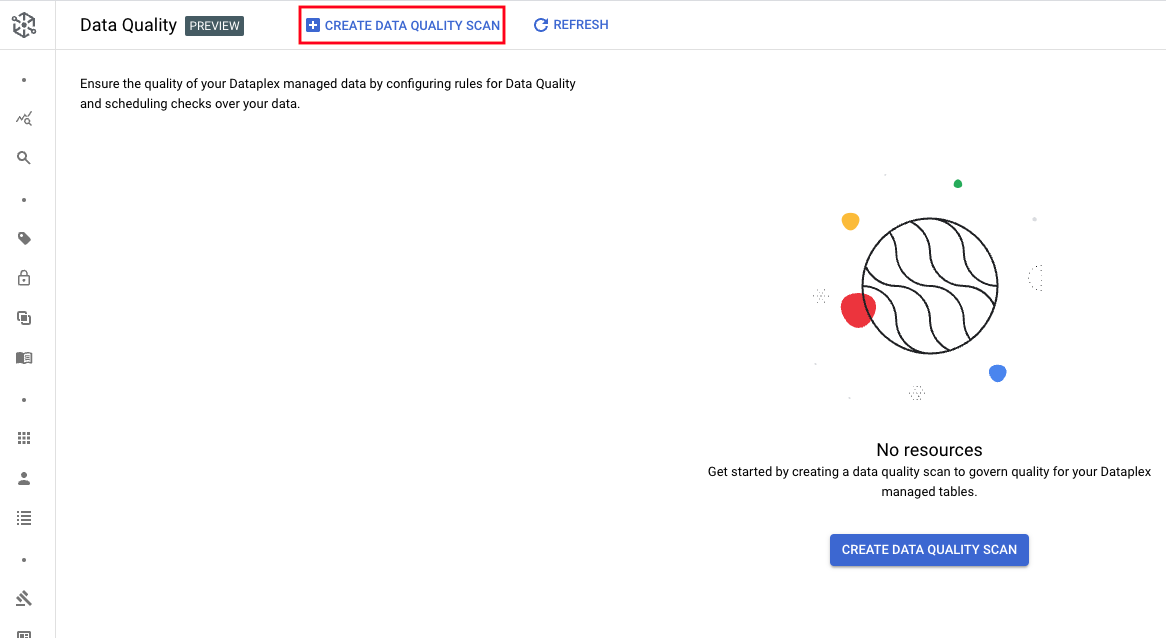 Data Quality PREVIEW CREATE DATA QUALITY SCAN REFRESH
Ensure the quality of your Dataplex managed data by configuring rules for Data Quality
and scheduling checks over your data.
No resources
Get started by creating a data quality scan to govern quality for your Dataplex
managed tables.
CREATE DATA QUALITY SCAN